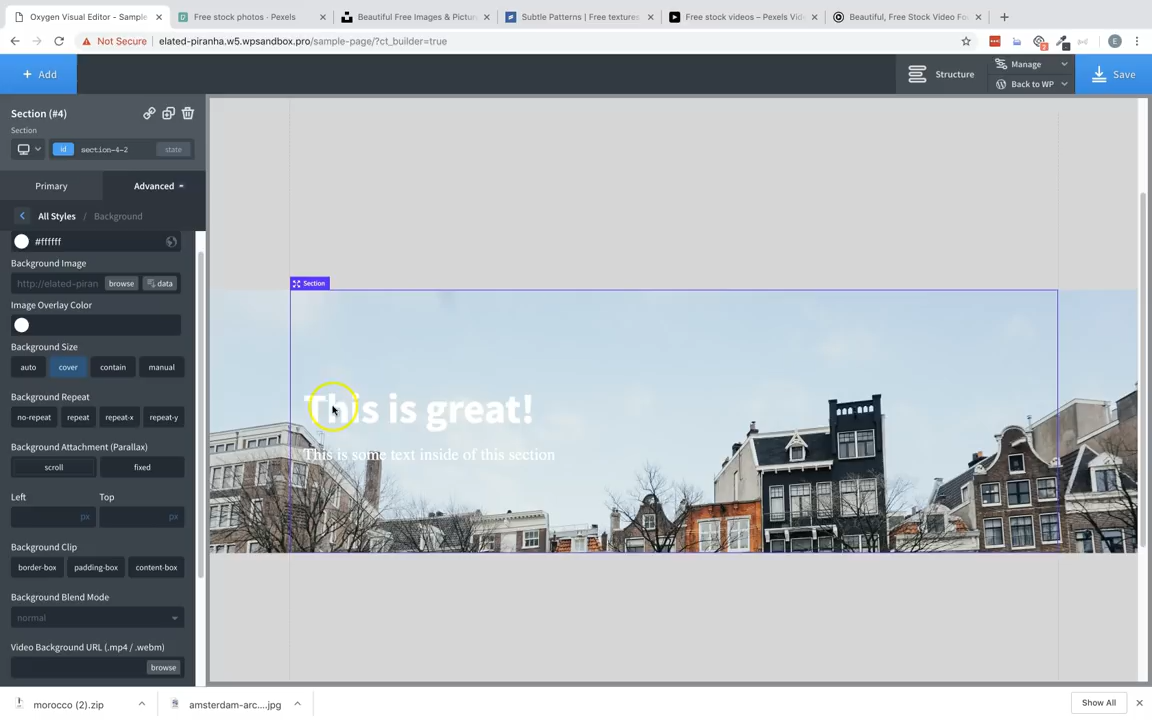 Oxygen Visual Editor - Sample
Free stock photos · Pexels
Beautiful Free Images & Pictur
Subtle Patterns | Free textures
Free stock videos – Pexels Vid
Beautiful, Free Stock Video Foo
Not Secure
elated-piranha.w5.wpsandbox.pro/sample-page/?ct_builder=true
E
+ Add
Structure
Manage
Back to WP
Save
Section (#4)
Section
id section-4-2 state
Primary Advanced
All Styles / Background
#ffffff
Background Image
http://elated-piran browse data
Image Overlay Color
Background Size
auto cover contain manual
Background Repeat
no-repeat repeat repeat-x repeat-y
Background Attachment (Parallax)
scroll fixed
Left Top
px px
Background Clip
border-box padding-box content-box
Background Blend Mode
normal
Video Background URL (.mp4 / .webm)
browse
Section
This is great!
This is some text inside of this section
morocco (2).zip
amsterdam-arc....jpg
Show All